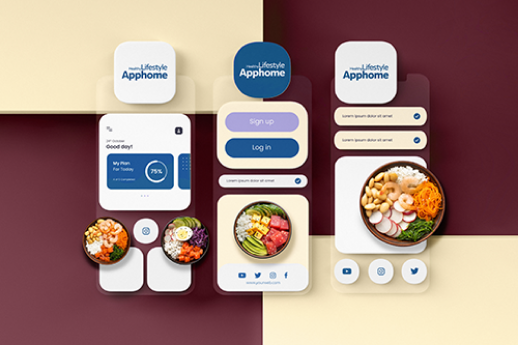 Healthy Lifestyle
Apphome
Good day!
My Plan
For Today
75%
Healthy Lifestyle
Apphome
Sign up
Log in
Lorem ipsum dolor sit amet
www.yourweb.com
Healthy Lifestyle
Apphome
Lorem ipsum dolor sit amet
Lorem ipsum dolor sit amet